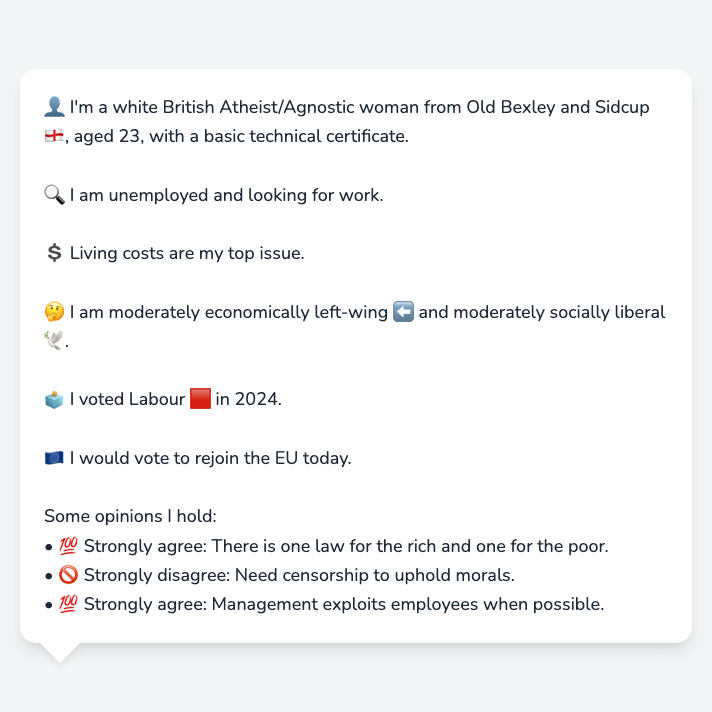 👤 I'm a white British Atheist/Agnostic woman from Old Bexley and Sidcup
🏴󠁧󠁢󠁥󠁮󠁧󠁿, aged 23, with a basic technical certificate.
🔍 I am unemployed and looking for work.
💲 Living costs are my top issue.
🤔 I am moderately economically left-wing ⬅️ and moderately socially liberal
🕊️.
🗳️ I voted Labour 🟥 in 2024.
🇪🇺 I would vote to rejoin the EU today.
Some opinions I hold:
• 💯 Strongly agree: There is one law for the rich and one for the poor.
• 🚫 Strongly disagree: Need censorship to uphold morals.
• 💯 Strongly agree: Management exploits employees when possible.